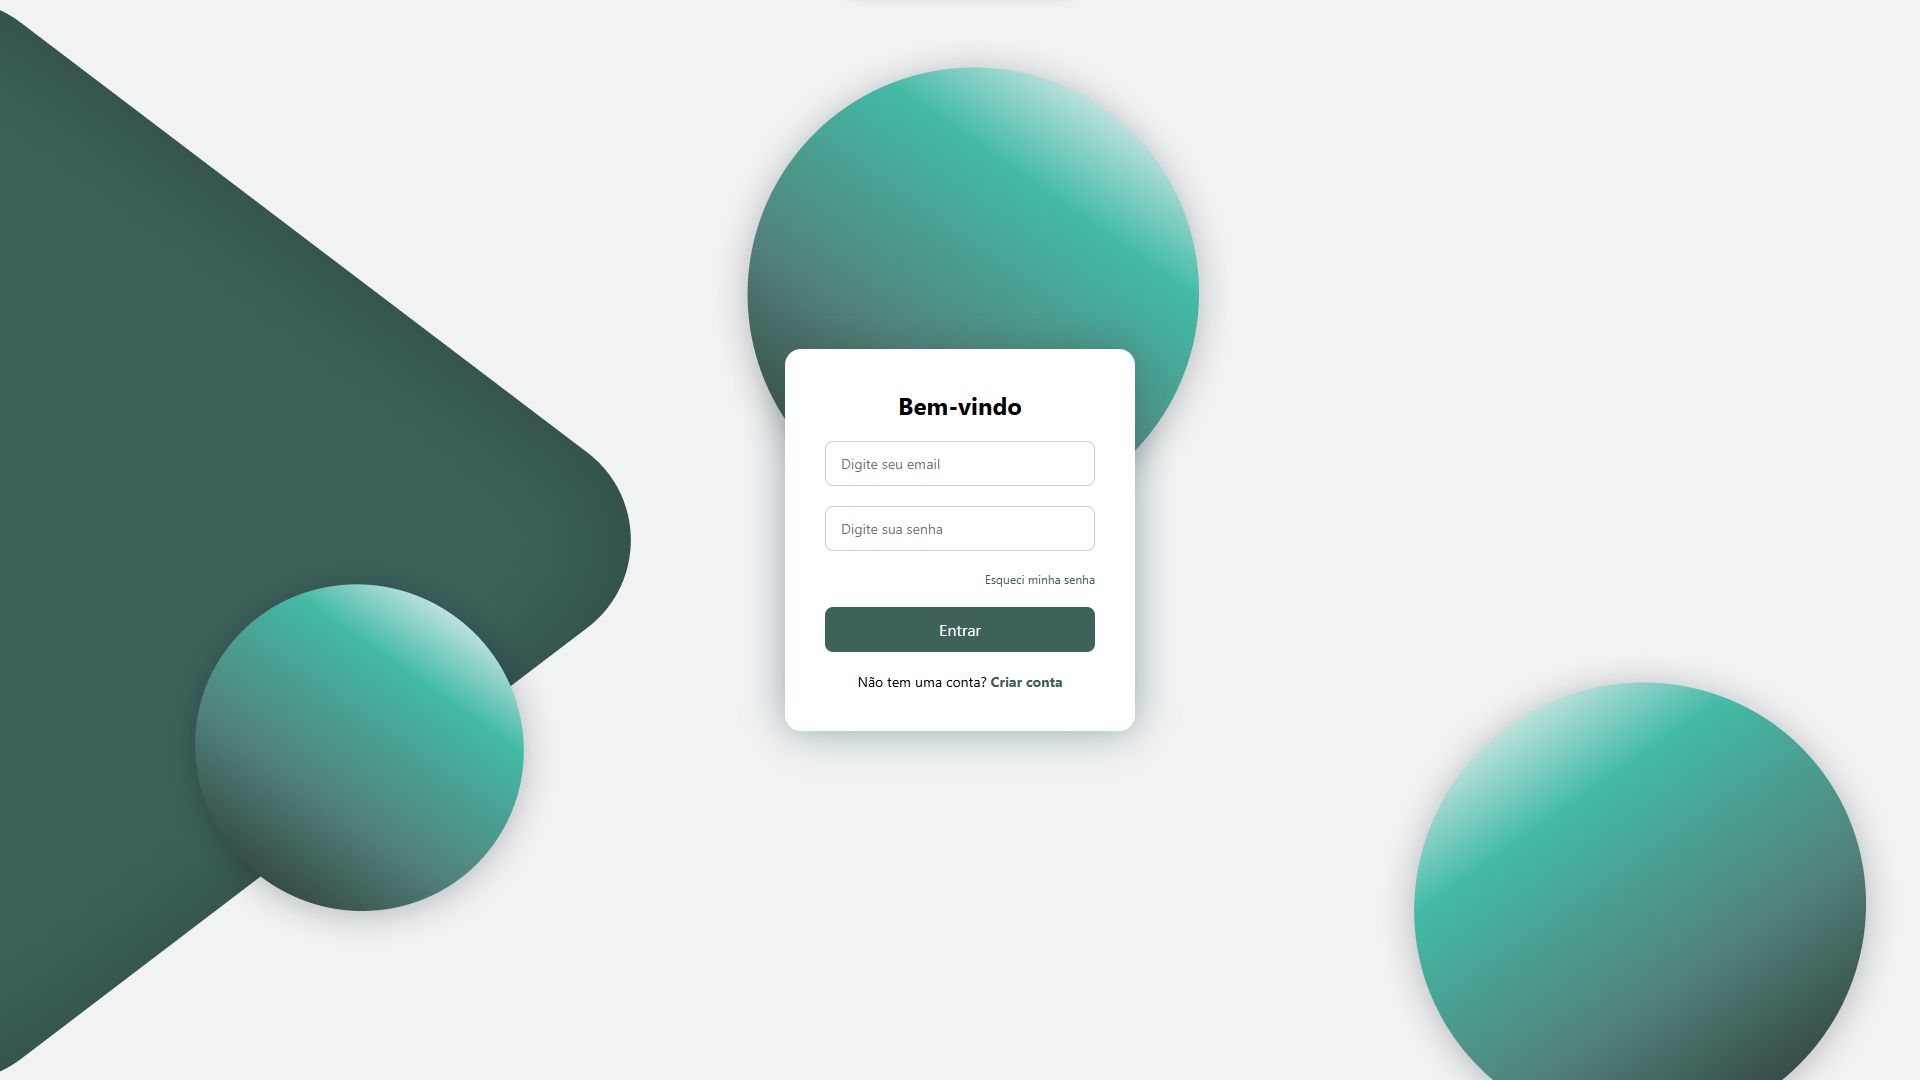 Bem-vindo
Digite seu email
Digite sua senha
Esqueci minha senha
Entrar
Não tem uma conta? Criar conta